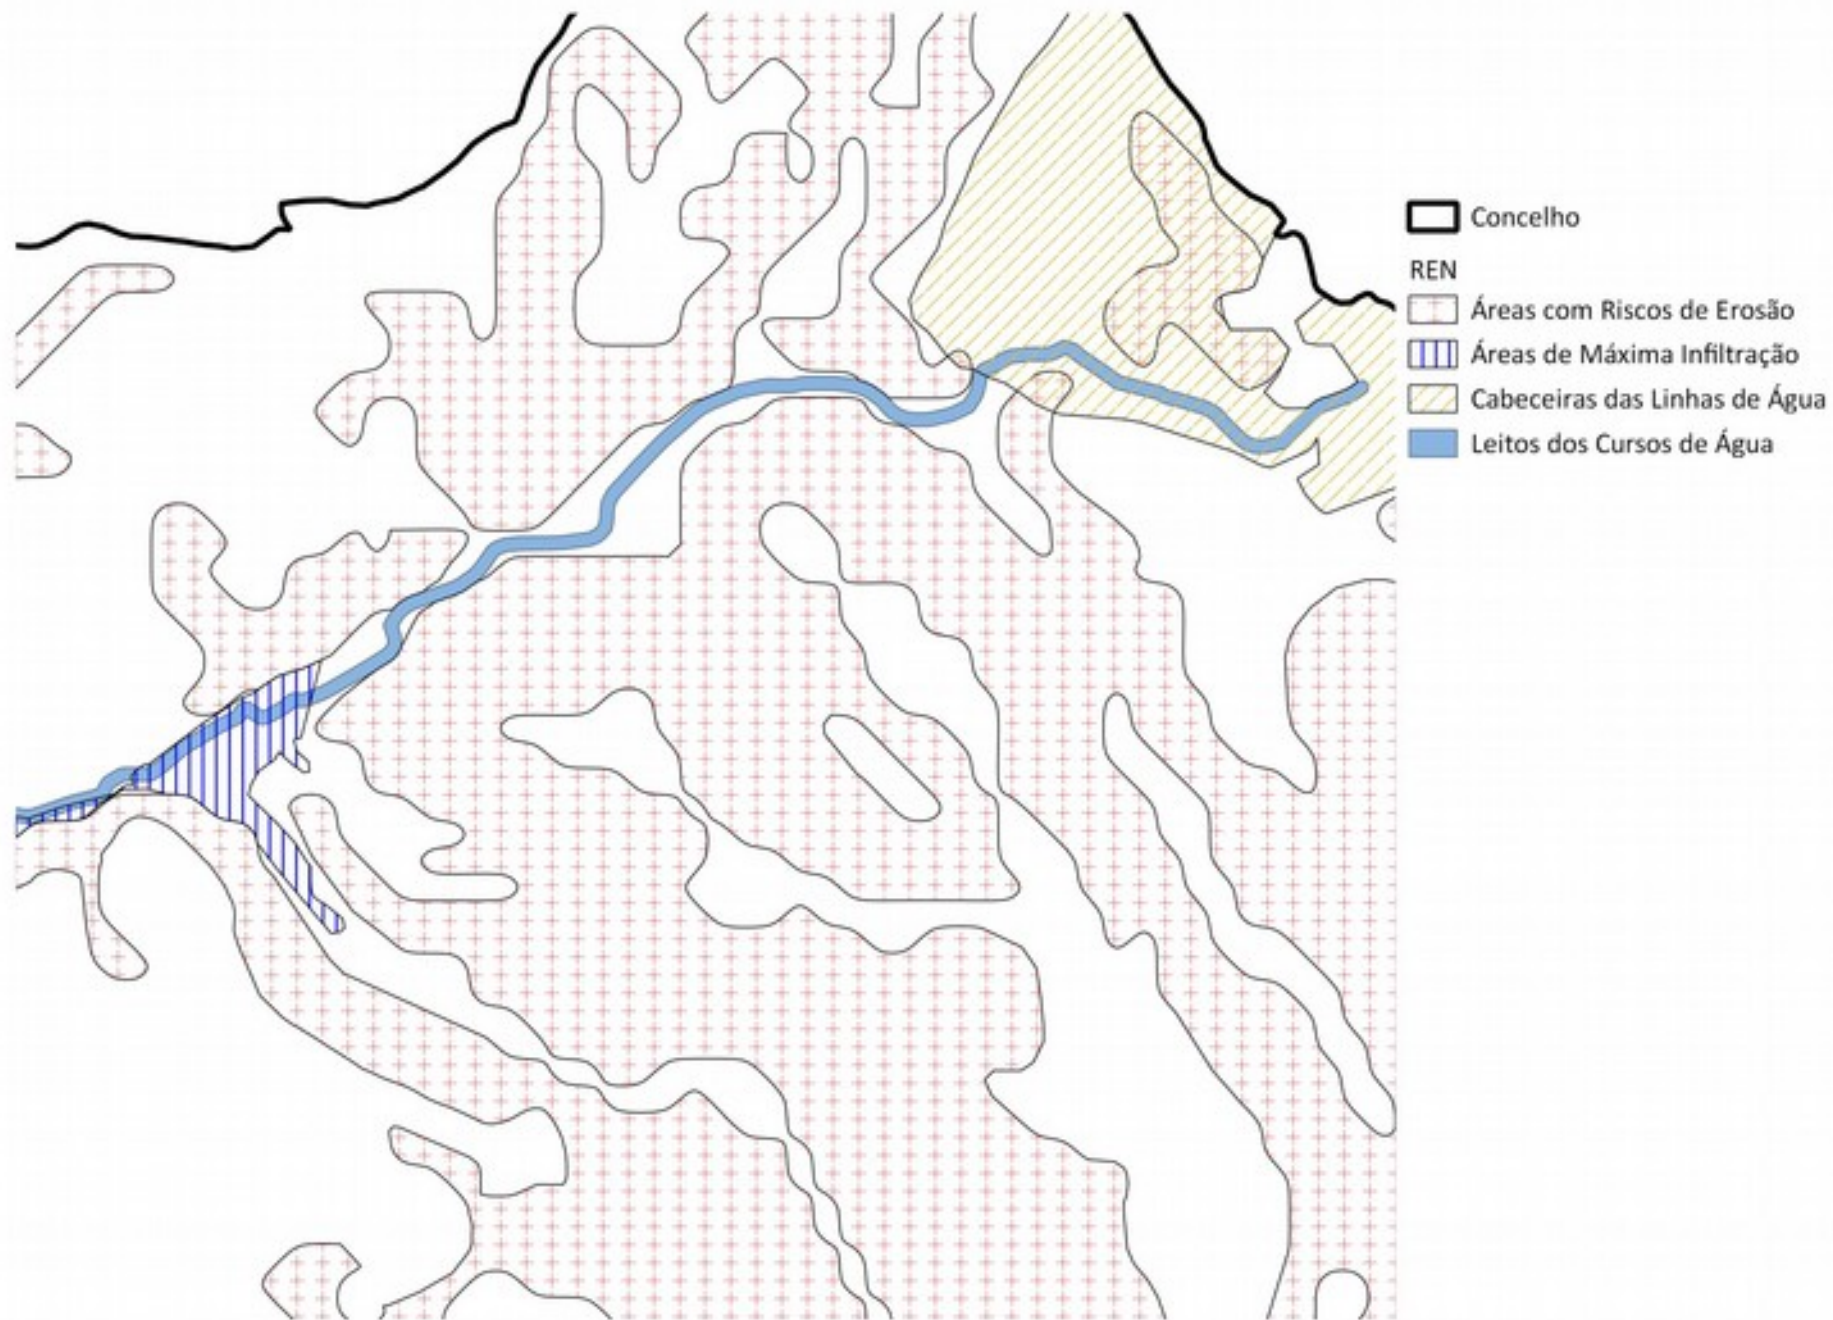 Concelho
REN
Áreas com Riscos de Erosão
Áreas de Máxima Infiltração
Cabeceiras das Linhas de Água
Leitos dos Cursos de Água